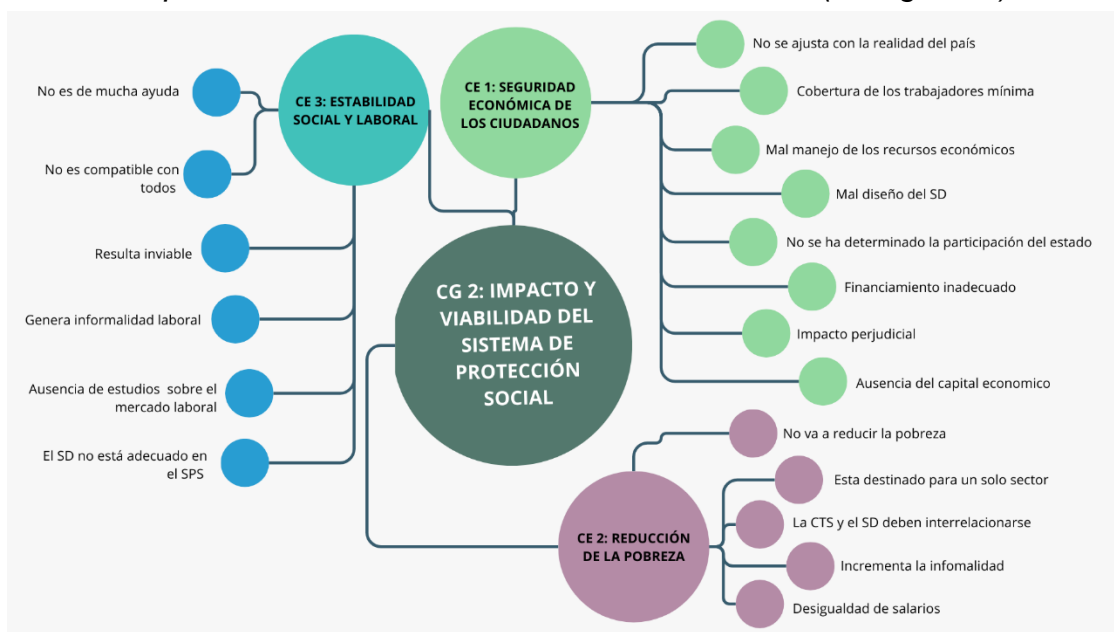 CG 2: IMPACTO Y
VIABILIDAD DEL
SISTEMA DE
PROTECCIÓN
SOCIAL
CE 1: SEGURIDAD
ECONÓMICA DE
LOS CIUDADANOS
No se ajusta con la realidad del país
Cobertura de los trabajadores mínima
Mal manejo de los recursos económicos
Mal diseño del SD
No se ha determinado la participación del estado
Financiamiento inadecuado
Impacto perjudicial
Ausencia del capital economico
CE 2: REDUCCIÓN
DE LA POBREZA
No va a reducir la pobreza
Esta destinado para un solo sector
La CTS y el SD deben interrelacionarse
Incrementa la infomalidad
Desigualdad de salarios
CE 3: ESTABILIDAD
SOCIAL Y LABORAL
No es de mucha ayuda
No es compatible con
todos
Resulta inviable
Genera informalidad laboral
Ausencia de estudios sobre el
mercado laboral
El SD no está adecuado en
el SPS